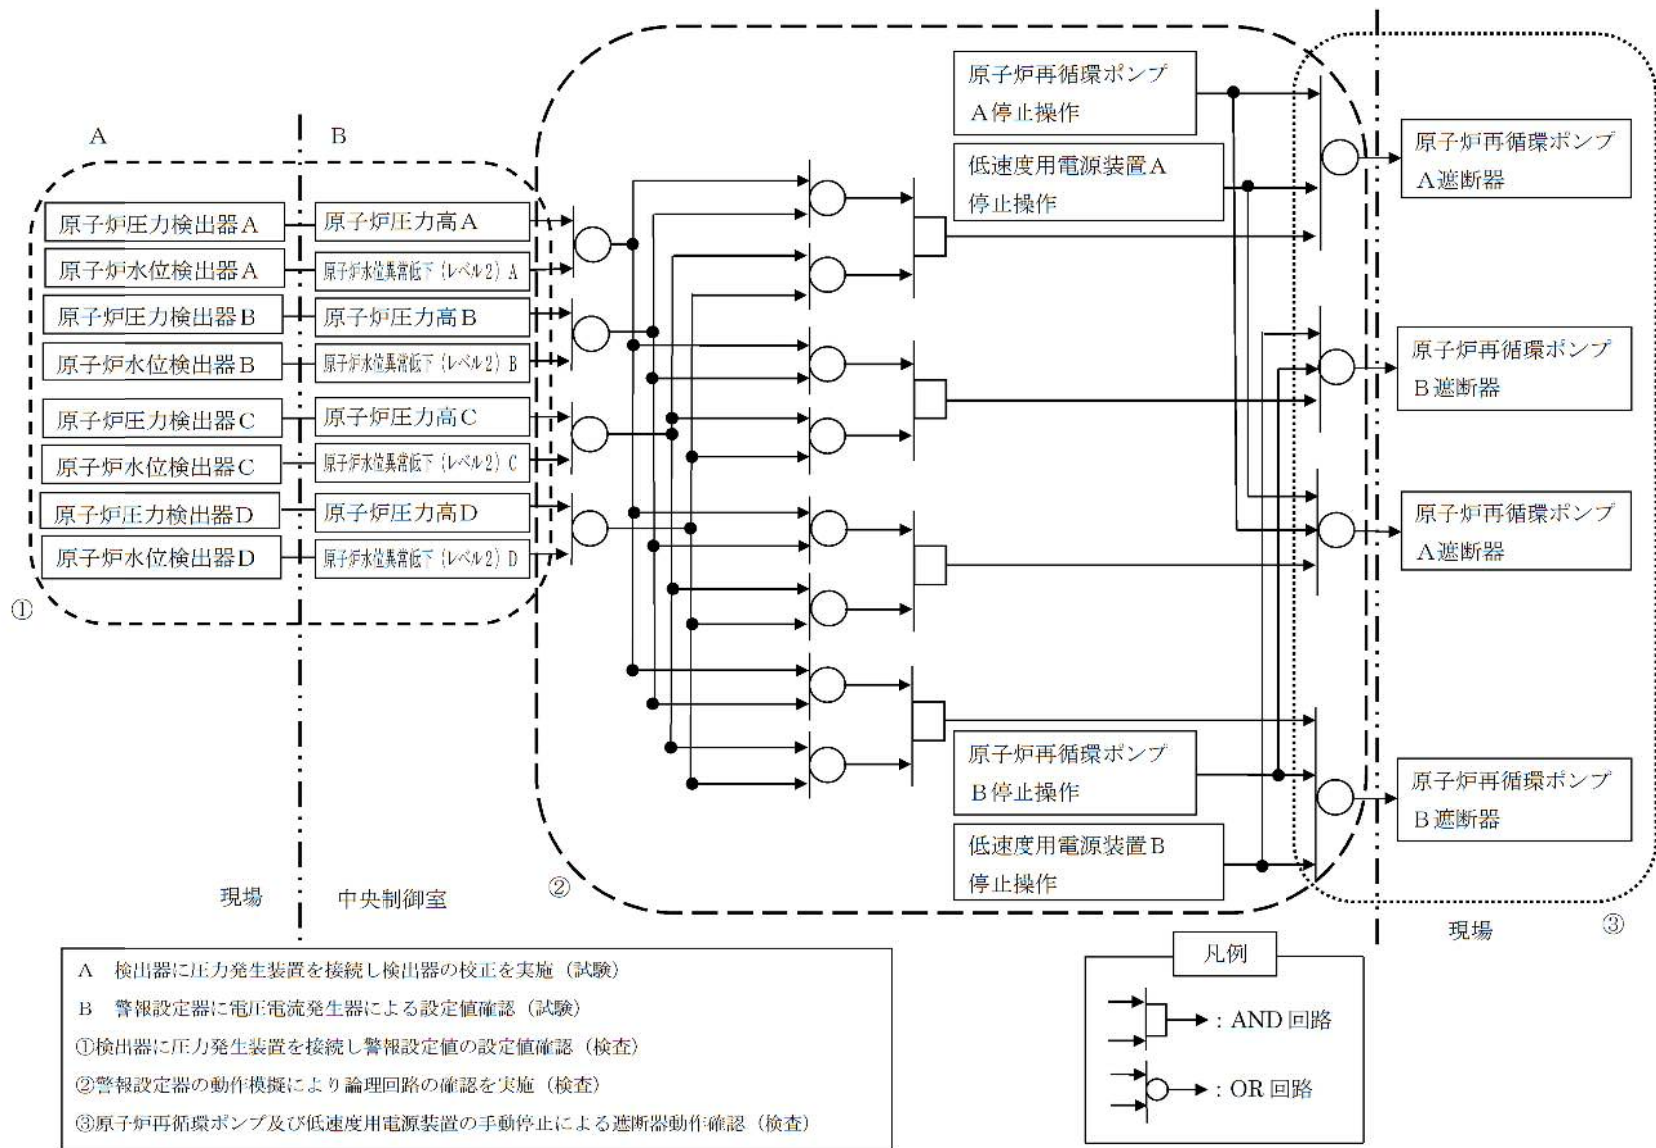 A
B
原子炉圧力検出器A
原子炉圧力高A
原子炉水位検出器A
原子炉水位異常低下（レベル2）A
原子炉圧力検出器B
原子炉圧力高B
原子炉水位検出器B
原子炉水位異常低下（レベル2）B
原子炉圧力検出器C
原子炉圧力高C
原子炉水位検出器C
原子炉水位異常低下（レベル2）C
原子炉圧力検出器D
原子炉圧力高D
原子炉水位検出器D
原子炉水位異常低下（レベル2）D
①
現場
中央制御室
②
原子炉再循環ポンプ
A停止操作
低速度用電源装置A
停止操作
原子炉再循環ポンプ
B停止操作
低速度用電源装置B
停止操作
原子炉再循環ポンプ
A遮断器
原子炉再循環ポンプ
B遮断器
原子炉再循環ポンプ
A遮断器
原子炉再循環ポンプ
B遮断器
現場
③
A 検出器に圧力発生装置を接続し検出器の校正を実施（試験）
B 警報設定器に電圧電流発生器による設定値確認（試験）
①検出器に圧力発生装置を接続し警報設定値の設定値確認（検査）
②警報設定器の動作模擬により論理回路の確認を実施（検査）
③原子炉再循環ポンプ及び低速度用電源装置の手動停止による遮断器動作確認（検査）
凡例
：AND 回路
：OR 回路